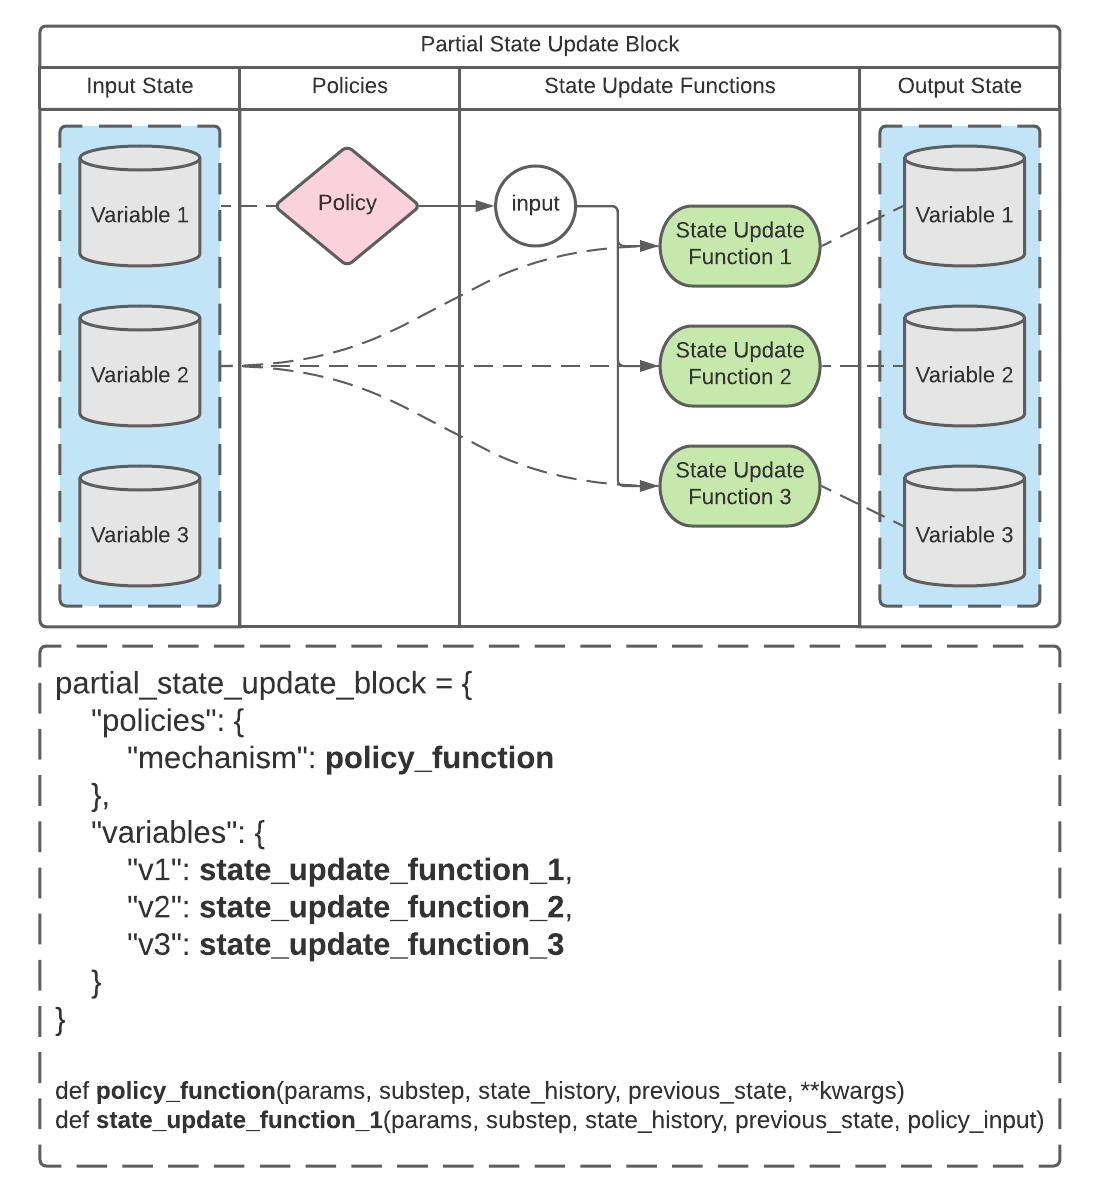 Partial State Update Block
Input State
Policies
State Update Functions
Output State
Variable 1
Policy
input
State Update
Function 1
Variable 1
Variable 2
State Update
Function 2
Variable 2
Variable 3
State Update
Function 3
Variable 3
partial_state_update_block = {
"policies": {
"mechanism": policy_function
},
"variables": {
"v1": state_update_function_1,
"v2": state_update_function_2,
"v3": state_update_function_3
}
}
def policy_function(params, substep, state_history, previous_state, **kwargs)
def state_update_function_1(params, substep, state_history, previous_state, policy_input)